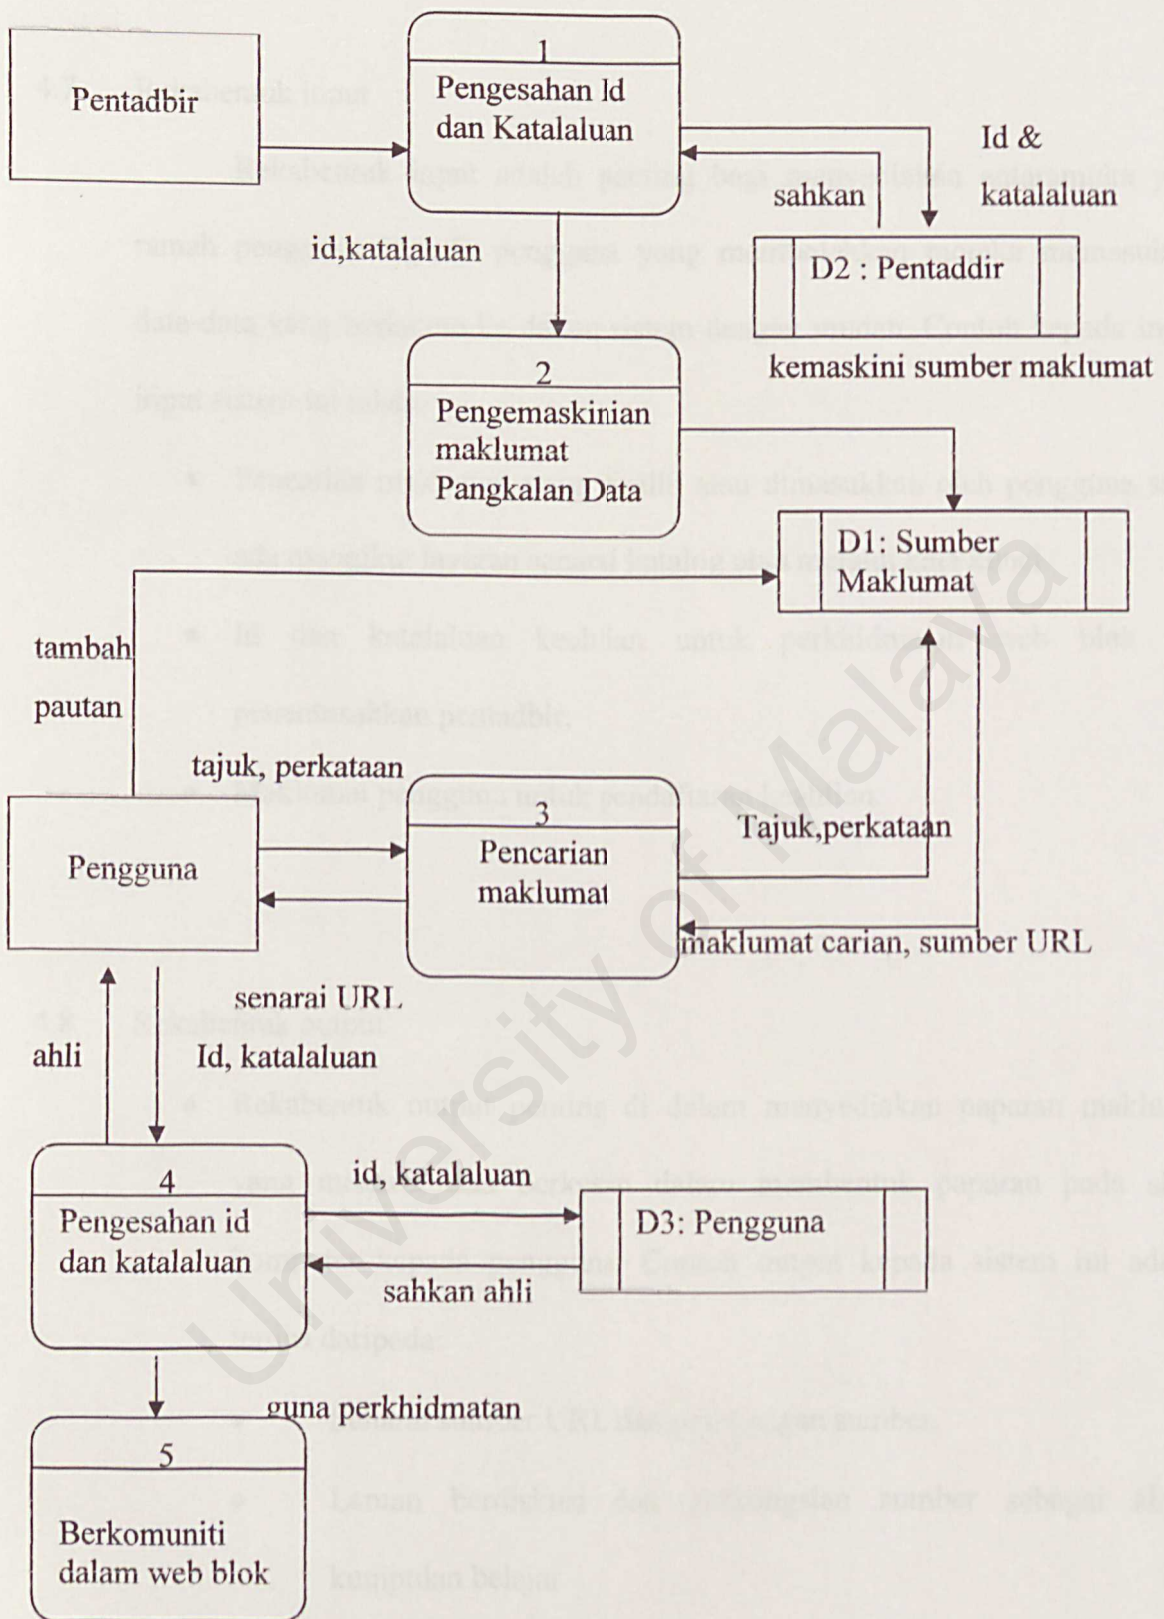 1
Pentadbir
Pengesahan Id
dan Katalaluan
Id &
katalaluan
sahkan
id,katalaluan
D2 : Pentaddir
kemaskini sumber maklumat
2
Pengemaskinian
maklumat
Pangkalan Data
D1: Sumber
Maklumat
tambah
pautan
tajuk, perkataan
3
Pencarian
maklumat
Tajuk,perkataan
Pengguna
maklumat carian, sumber URL
senarai URL
ahli
Id, katalaluan
4
Pengesahan id
dan katalaluan
id, katalaluan
D3: Pengguna
sahkan ahli
guna perkhidmatan
5
Berkomuniti
dalam web blok
University of Malaya